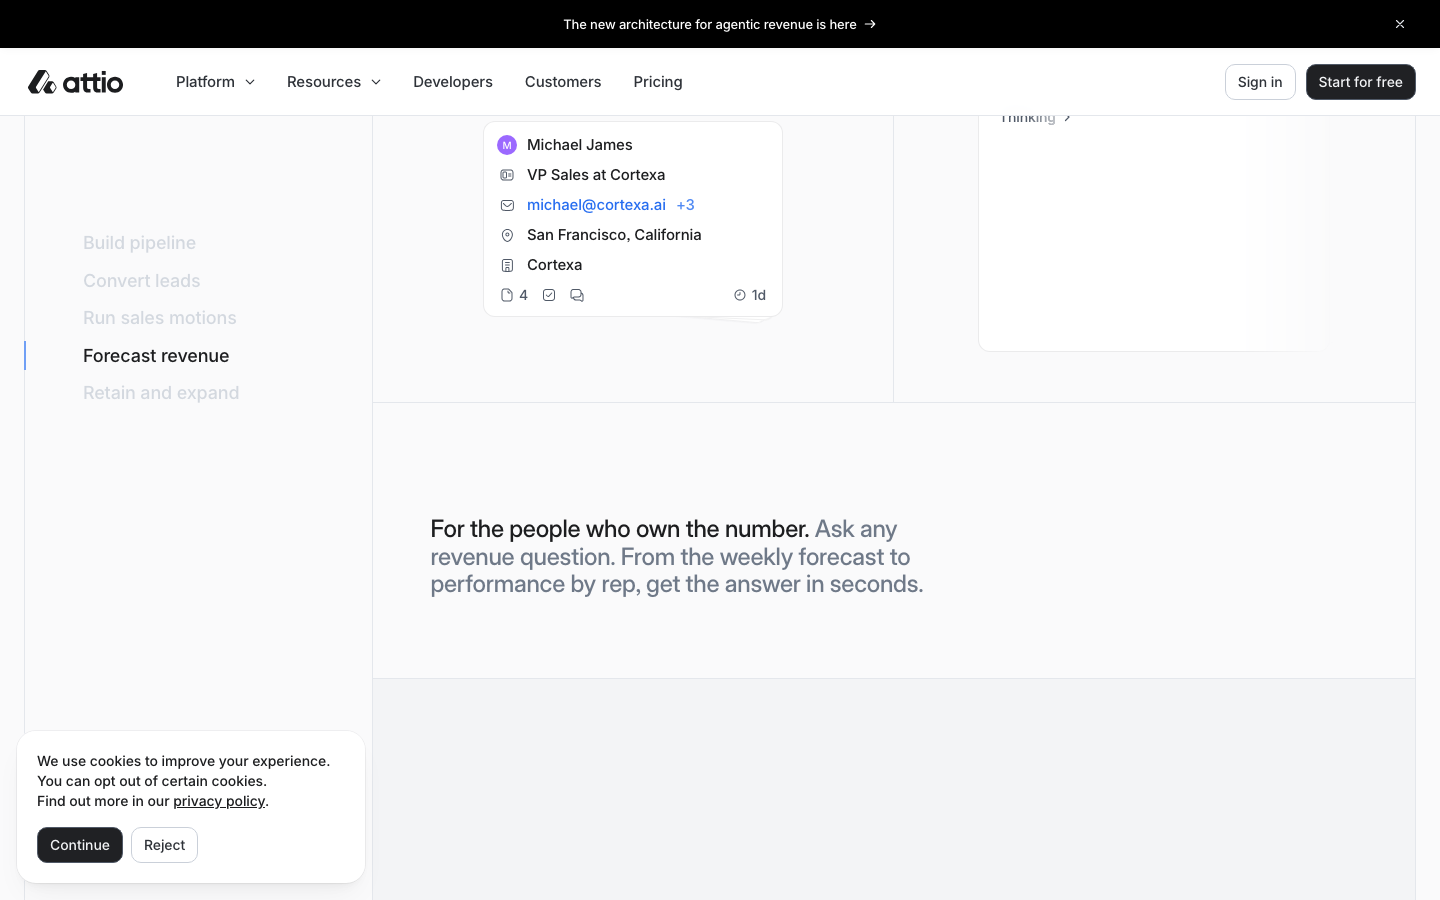 The new architecture for agentic revenue is here →
attio
Platform
Resources
Developers
Customers
Pricing
Sign in
Start for free
Thinking
M Michael James
VP Sales at Cortexa
michael@cortexa.ai +3
San Francisco, California
Cortexa
4
1d
Build pipeline
Convert leads
Run sales motions
Forecast revenue
Retain and expand
For the people who own the number. Ask any
revenue question. From the weekly forecast to
performance by rep, get the answer in seconds.
We use cookies to improve your experience.
You can opt out of certain cookies.
Find out more in our privacy policy.
Continue
Reject